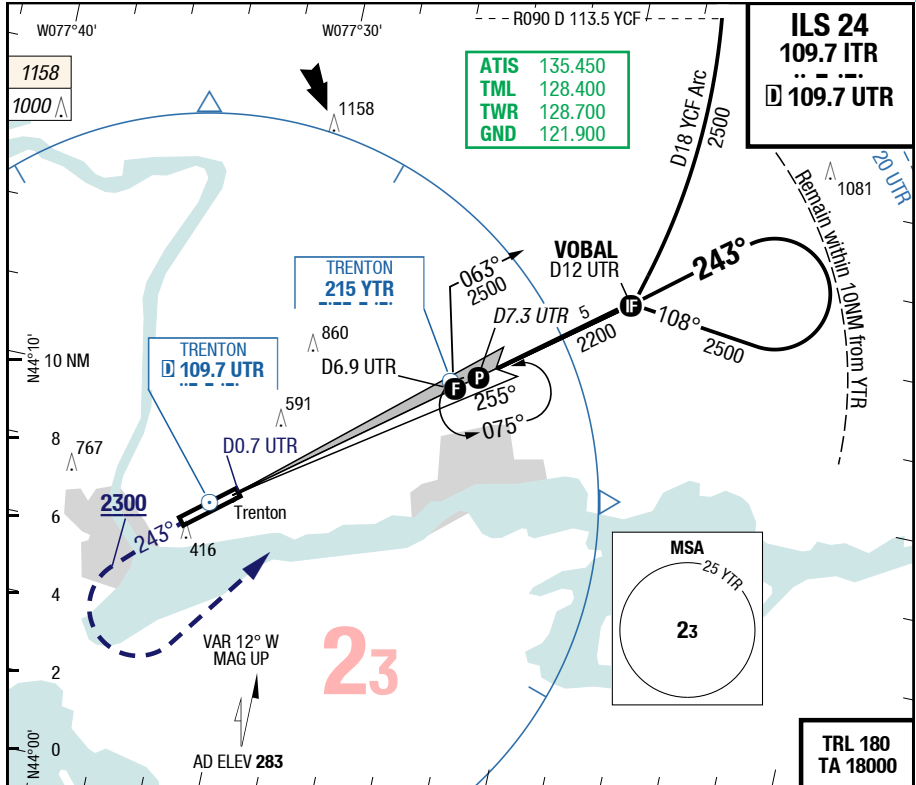 W077°40'
W077°30'
R090 D 113.5 YCF
ILS 24
109.7 ITR
D 109.7 UTR
1158
1000
1158
ATIS 135.450
TML 128.400
TWR 128.700
GND 121.900
D18 YCF Arc
2500
20 UTR
1081
Remain within 10NM from YTR
VOBAL
D12 UTR
243°
063°
2500
TRENTON
215 YTR
D7.3 UTR
IF
5
2200
108°
2500
N44°10'
10 NM
860
TRENTON
D 109.7 UTR
D6.9 UTR
F
P
255°
075°
591
8
767
D0.7 UTR
2300
6
Trenton
243°
416
MSA
25 YTR
23
4
VAR 12° W
MAG UP
23
2
N44°00'
0
AD ELEV 283
TRL 180
TA 18000